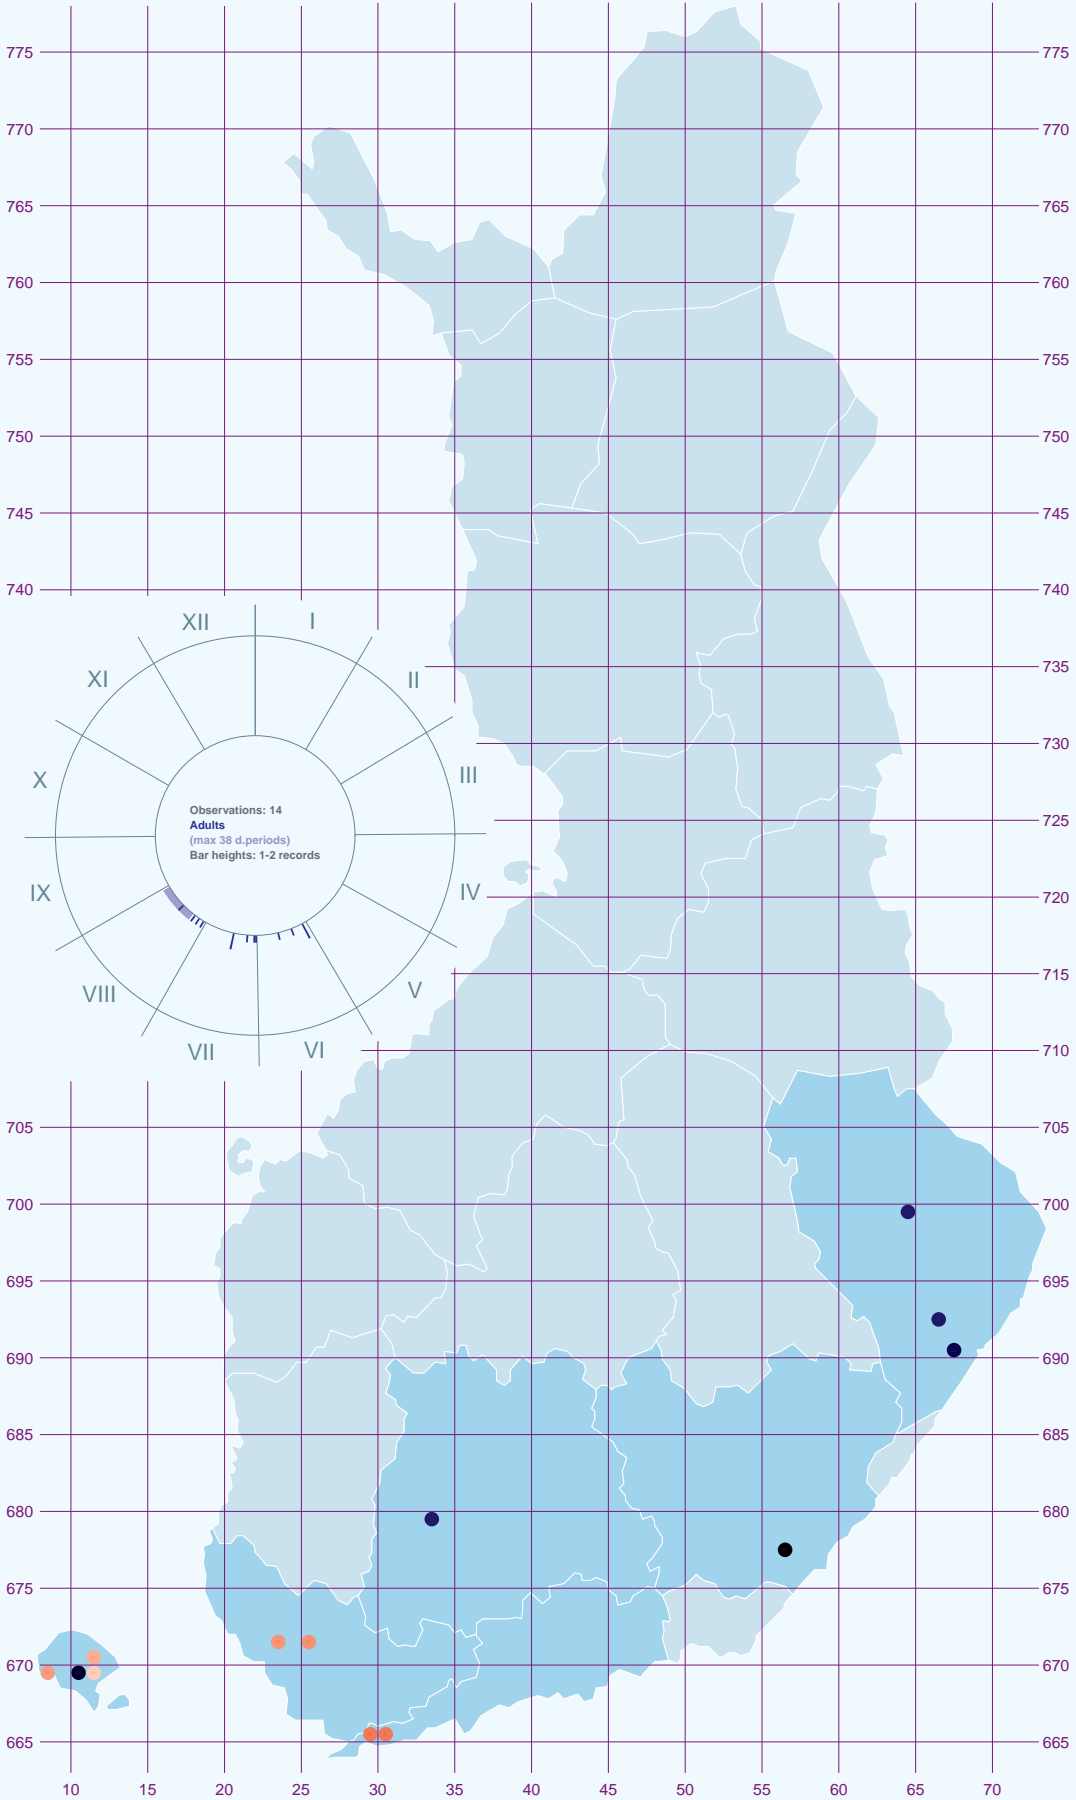 775 775
770 770
765 765
760 760
755 755
750 750
745 745
740 740
XII I
XI II
735
730
X III
725
Observations: 14
Adults
(max 38 d.periods)
Bar heights: 1-2 records
IX IV
720
VIII V
715
VII VI
710
705 705
700 700
695 695
690 690
685 685
680 680
675 675
670 670
665 665
10 15 20 25 30 35 40 45 50 55 60 65 70